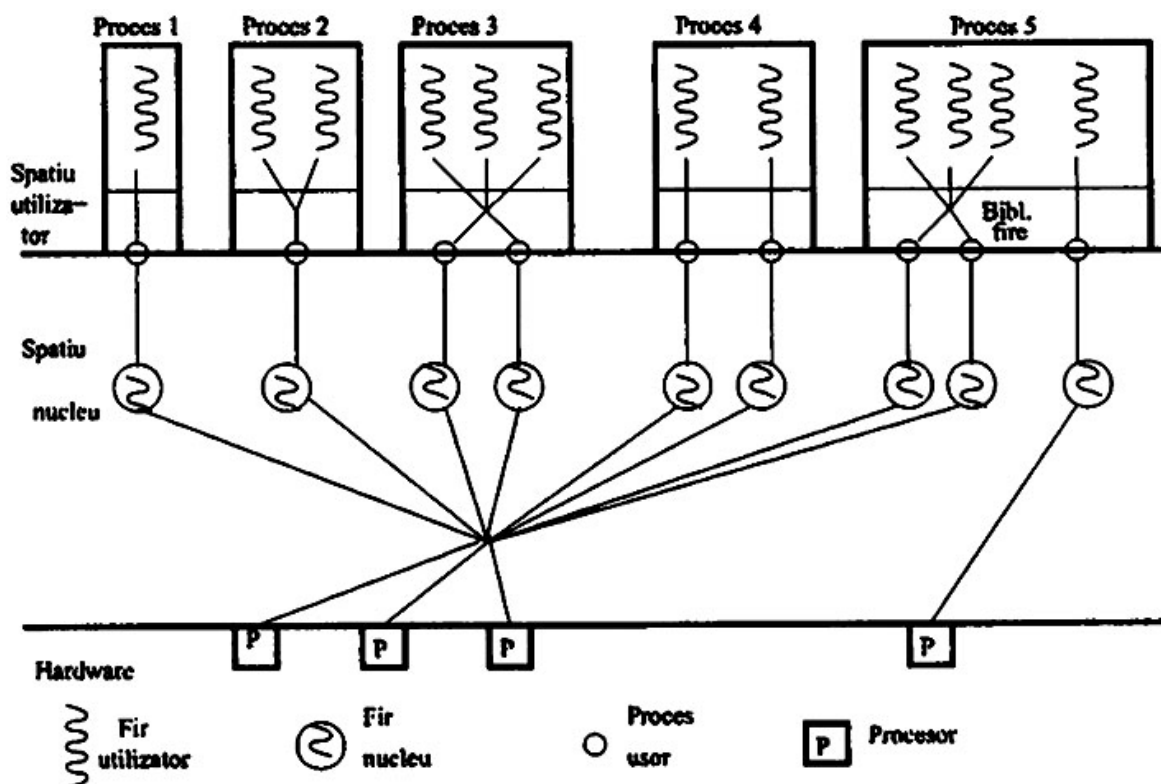 Proces 1
Proces 2
Proces 3
Proces 4
Proces 5
Spatiu
utiliza-
tor
Bibl.
fire
Spatiu
nucleu
P
P
P
P
Hardware
Fir
utilizator
Fir
nucleu
Proces
usor
P
Procesor